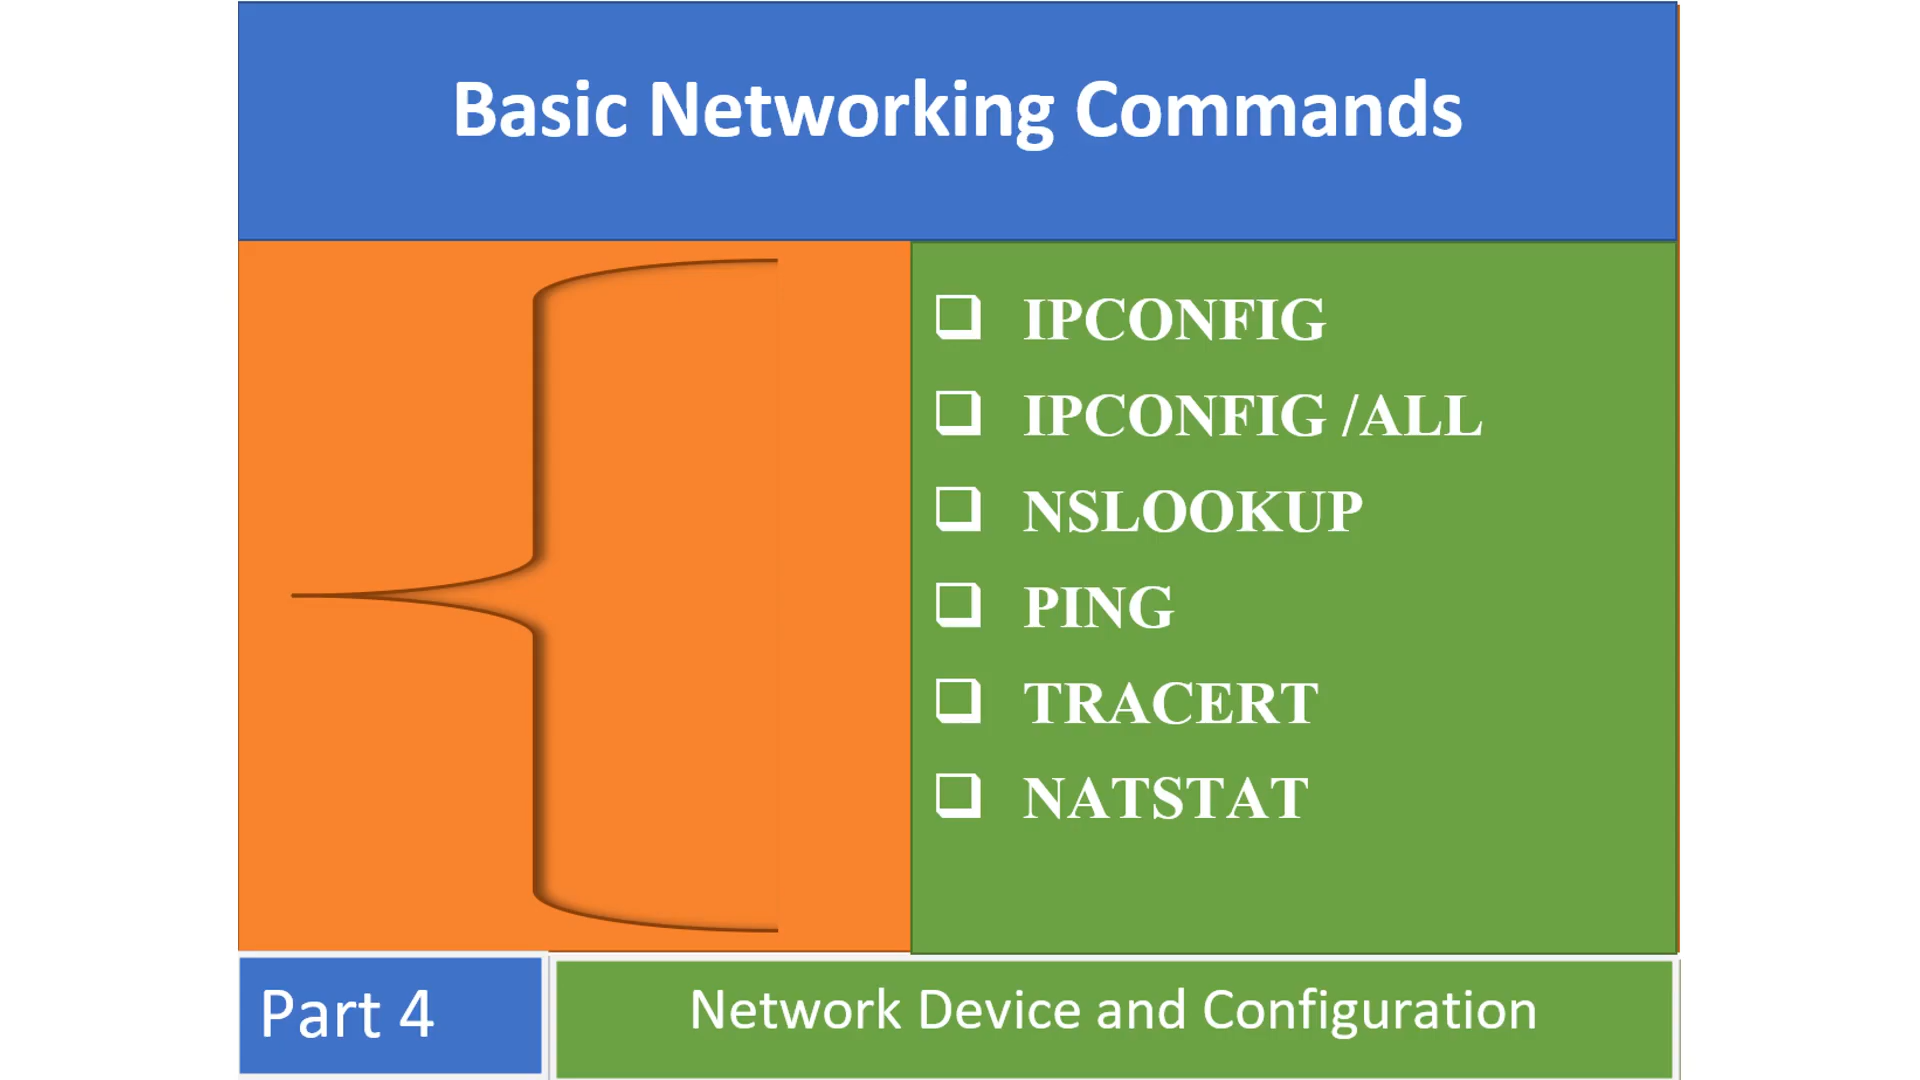 Basic Networking Commands
IPCONFIG
IPCONFIG /ALL
NSLOOKUP
PING
TRACERT
NATSTAT
Part 4
Network Device and Configuration